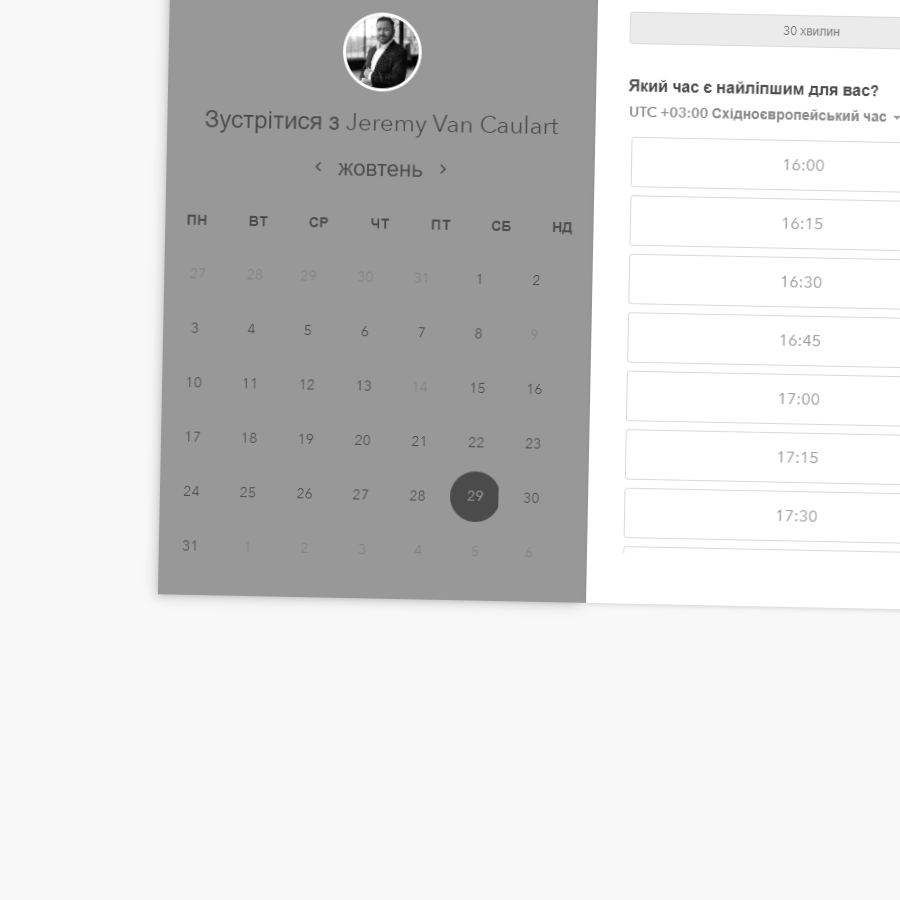 Зустрітися з Jeremy Van Caulart
жовтень
ПН ВТ СР ЧТ ПТ СБ НД
27 28 29 30 31 1 2
3 4 5 6 7 8 9
10 11 12 13 14 15 16
17 18 19 20 21 22 23
24 25 26 27 28 29 30
31 1 2 3 4 5 6
30 хвилин
Який час є найліпшим для вас?
UTC +03:00 Східноєвропейський час
16:00
16:15
16:30
16:45
17:00
17:15
17:30